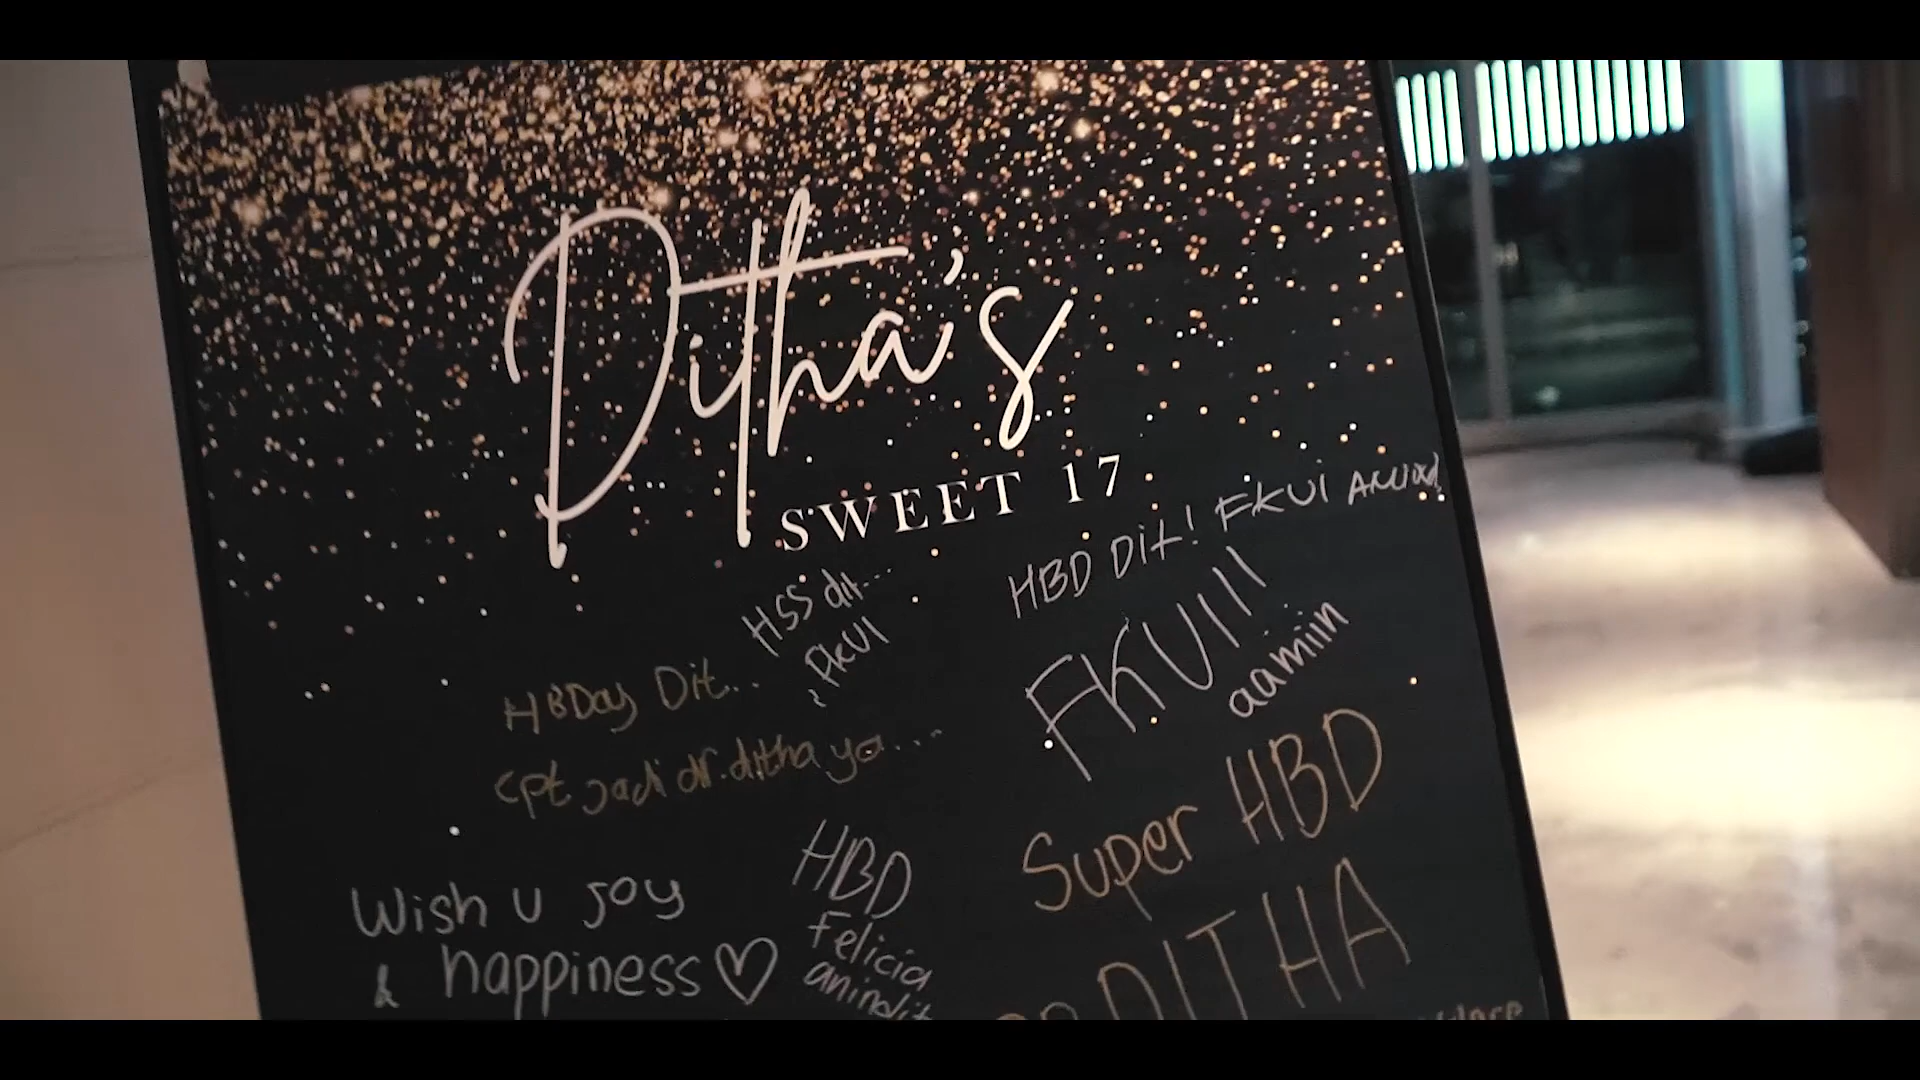 Ditha's
SWEET 17
HBD Dit! FKUI
HSS dit...
FKUI
FKUI!!
aamiin
HBDay Dit...
cpt jadi dr. ditha ya...
Super HBD
DITHA
HBD
Felicia
anindit
Wish u joy
& happiness♡